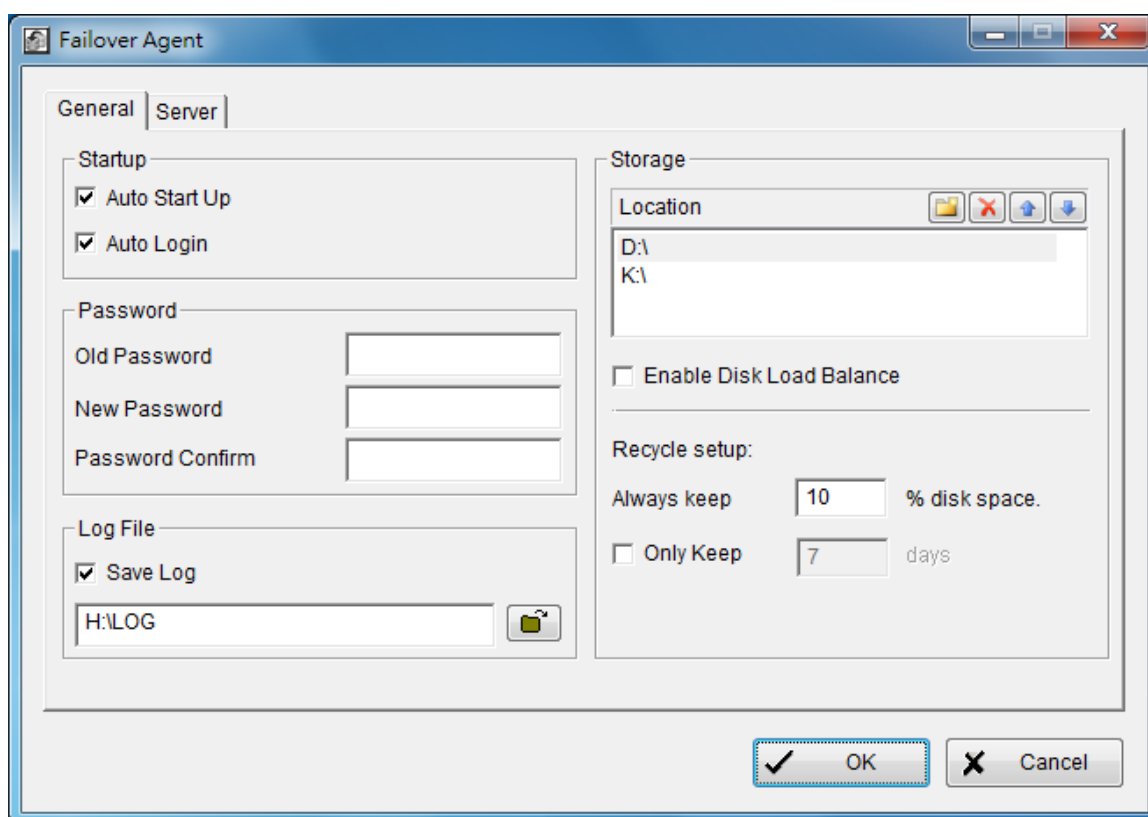 Failover Agent
General
Server
Startup
Auto Start Up
Auto Login
Password
Old Password
New Password
Password Confirm
Log File
Save Log
H:\LOG
Storage
Location
D:\
K:\
Enable Disk Load Balance
Recycle setup:
Always keep 10 % disk space.
Only Keep 7 days
OK
Cancel